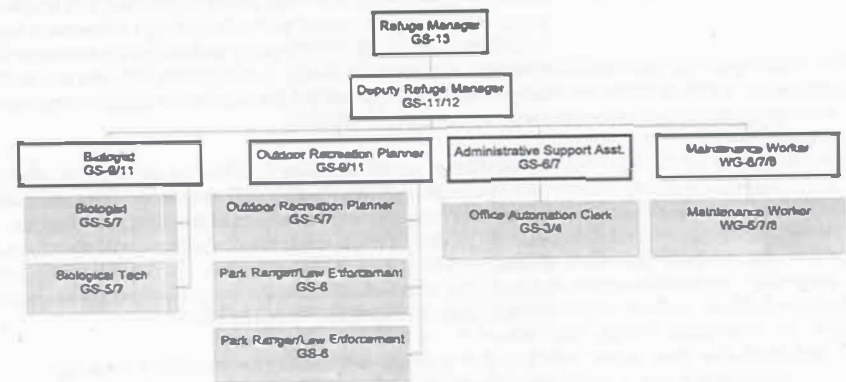 Refuge Manager
GS-13
Deputy Refuge Manager
GS-11/12
Biologist
GS-9/11
Outdoor Recreation Planner
GS-9/11
Administrative Support Asst.
GS-6/7
Maintenance Worker
WG-6/7/8
Biologist
GS-5/7
Outdoor Recreation Planner
GS-5/7
Office Automation Clerk
GS-3/4
Maintenance Worker
WG-6/7/8
Biological Tech
GS-5/7
Park Ranger/Law Enforcement
GS-6
Park Ranger/Law Enforcement
GS-6